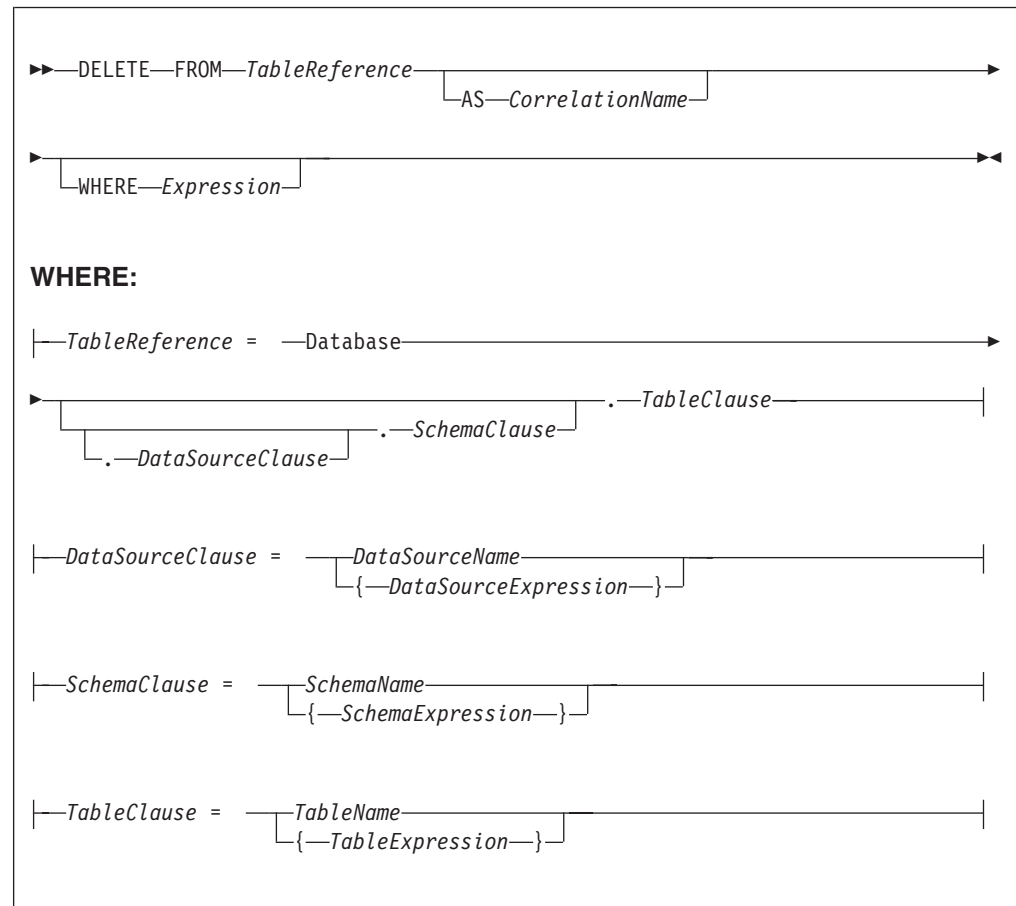 DELETE FROM TableReference
AS CorrelationName
WHERE Expression
WHERE:
TableReference = Database
. TableClause
. SchemaClause
. DataSourceClause
DataSourceClause = DataSourceName
{ DataSourceExpression }
SchemaClause = SchemaName
{ SchemaExpression }
TableClause = TableName
{ TableExpression }